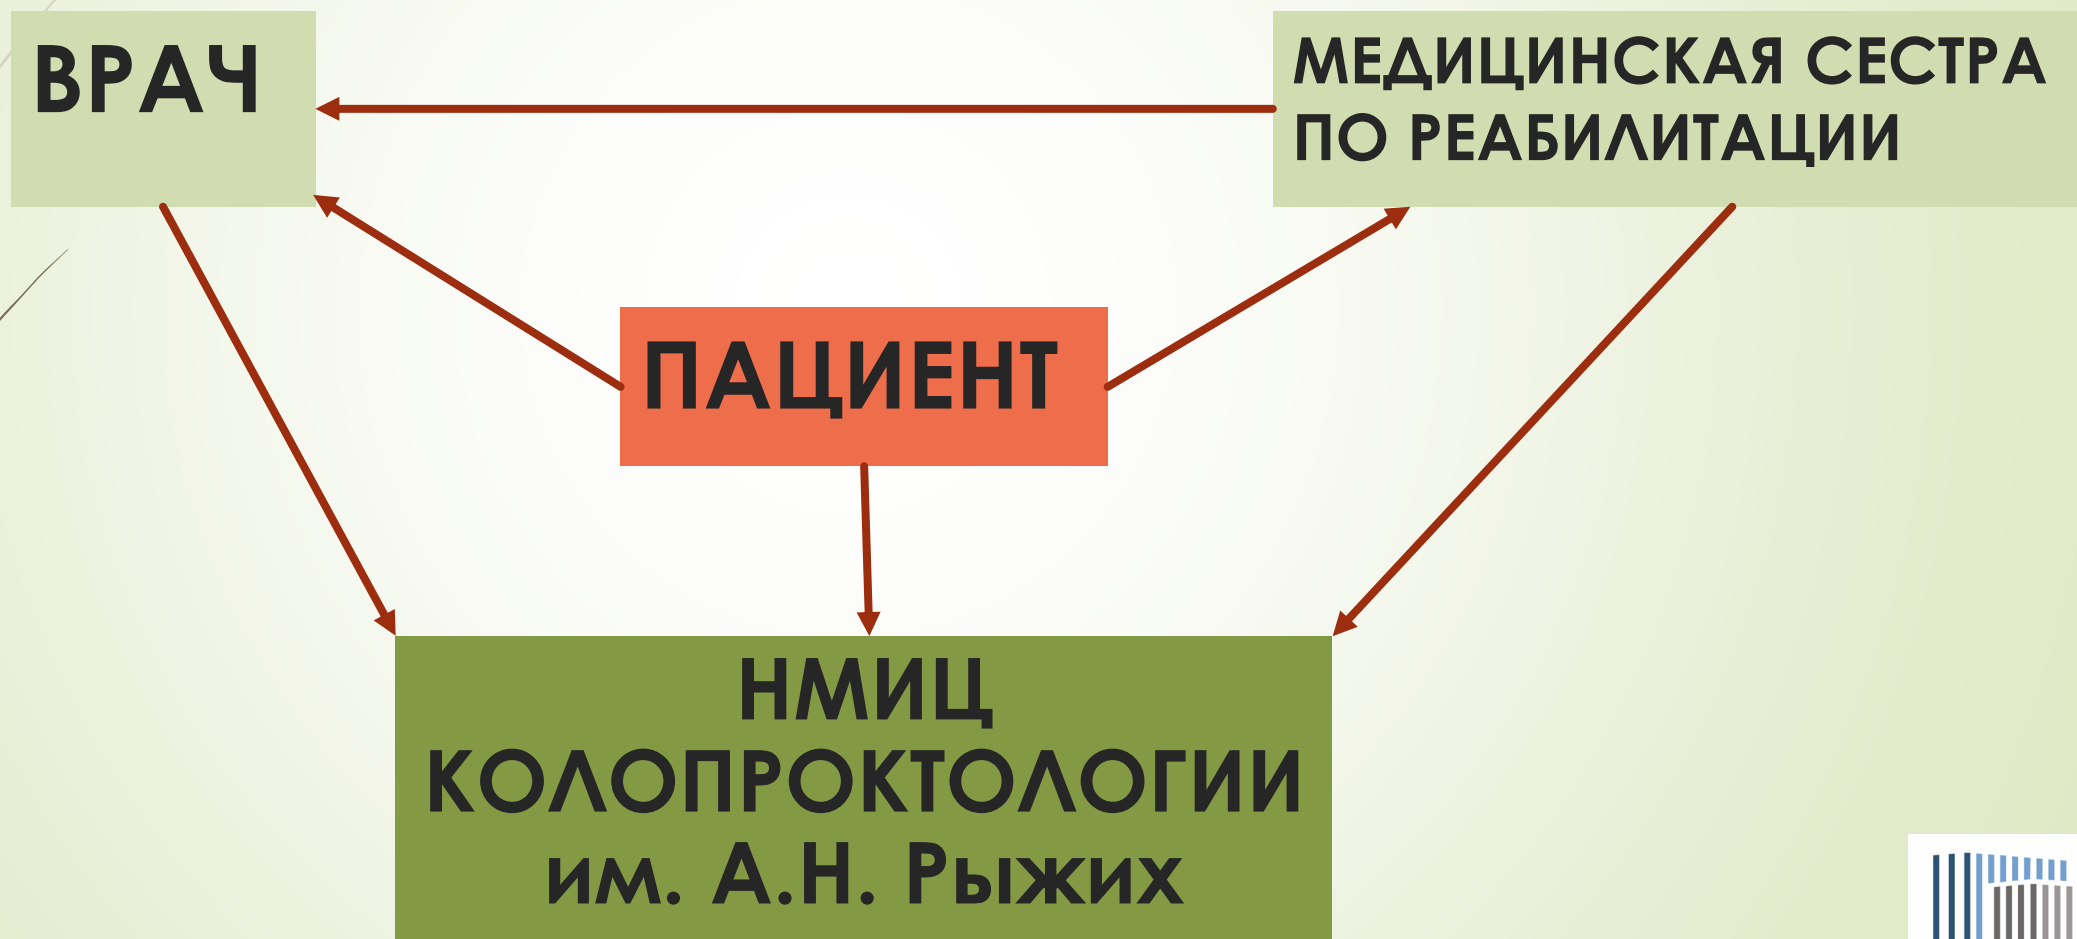 ВРАЧ
МЕДИЦИНСКАЯ СЕСТРА
ПО РЕАБИЛИТАЦИИ
ПАЦИЕНТ
НМИЦ
КОЛОПРОКТОЛОГИИ
им. А.Н. Рыжих